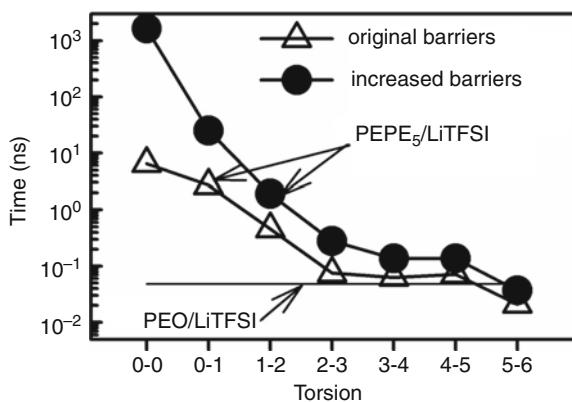 original barriers
increased barriers
PEPE₅/LiTFSI
PEO/LiTFSI
Time (ns)
10³
10²
10¹
10⁰
10⁻¹
10⁻²
0-0 0-1 1-2 2-3 3-4 4-5 5-6
Torsion